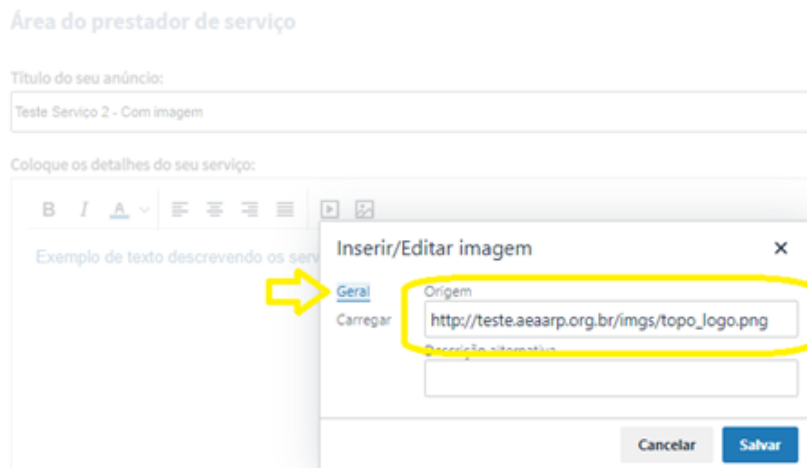 Área do prestador de serviço
Título do seu anúncio:
Teste Serviço 2 - Com imagem
Coloque os detalhes do seu serviço:
B I A
Exemplo de texto descrevendo os serv
Inserir/Editar imagem
Geral
Origem
Carregar
http://teste.aeaarp.org.br/imgs/topo_logo.png
Descrição alternativa
Cancelar Salvar